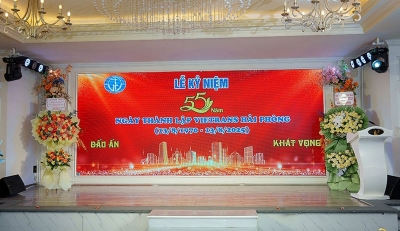 LỄ KỶ NIỆM
55 Năm
NGÀY THÀNH LẬP VIETRANS HẢI PHÒNG
(13/8/1970 - 13/8/2025)
DẤU ẤN
KHÁT VỌNG